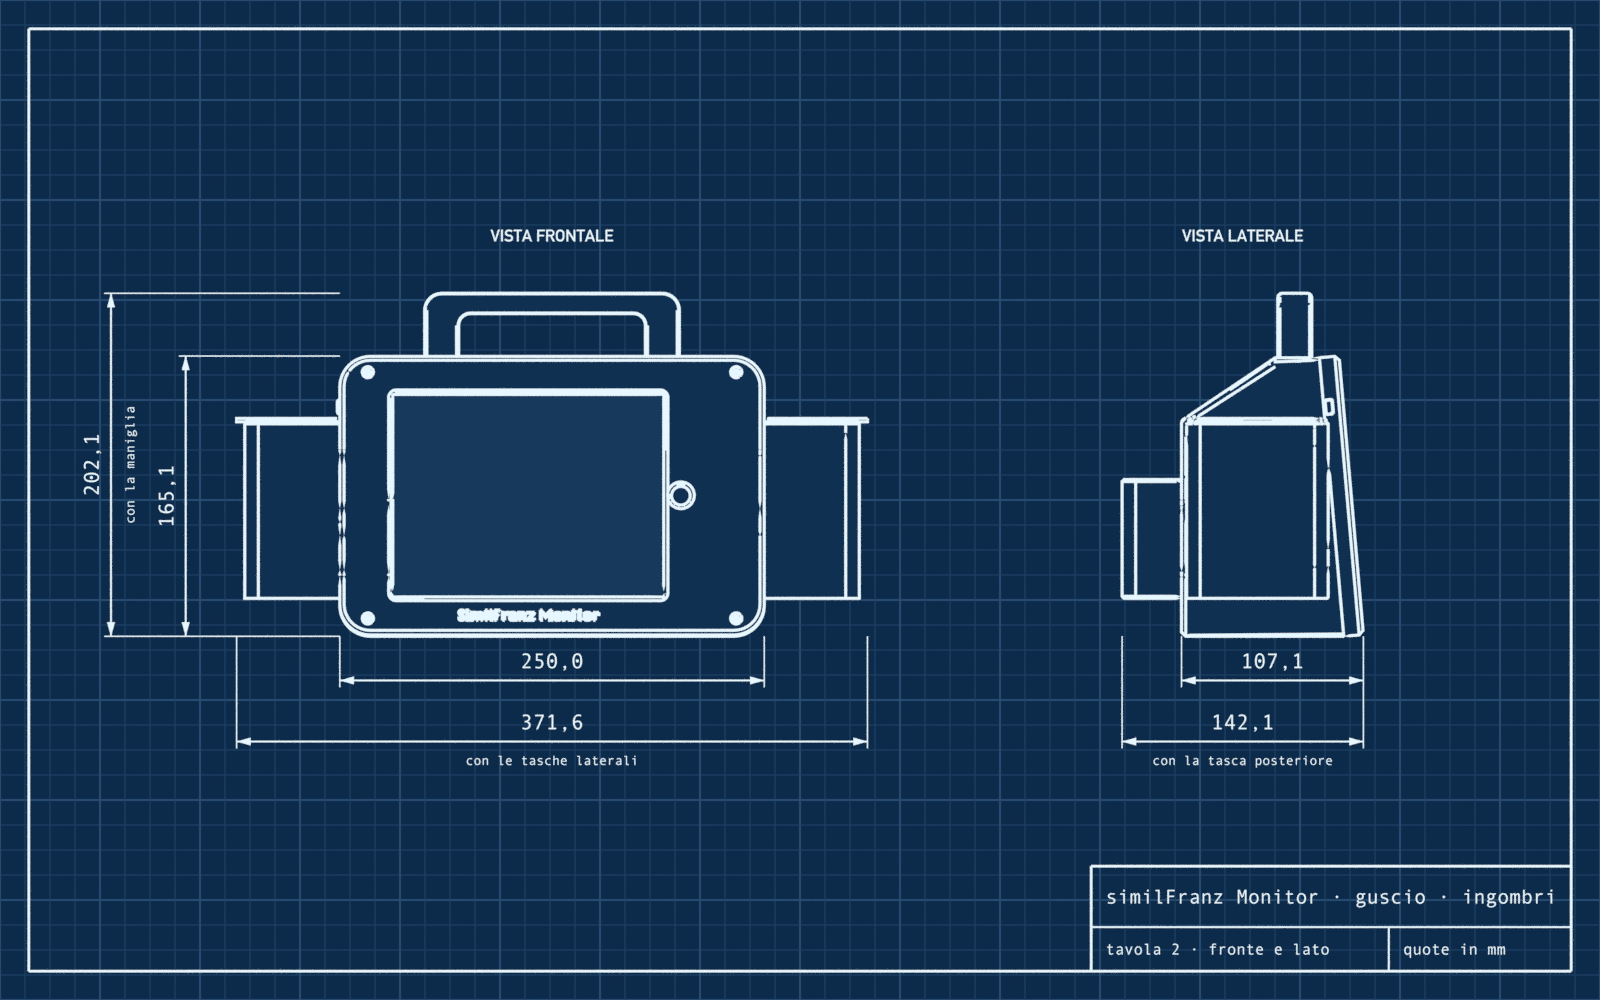 VISTA FRONTALE
VISTA LATERALE
202,1
con la maniglia
165,1
SimilFranz Monitor
250,0
371,6
con le tasche laterali
107,1
142,1
con la tasca posteriore
similFranz Monitor · guscio · ingombri
tavola 2 · fronte e lato
quote in mm